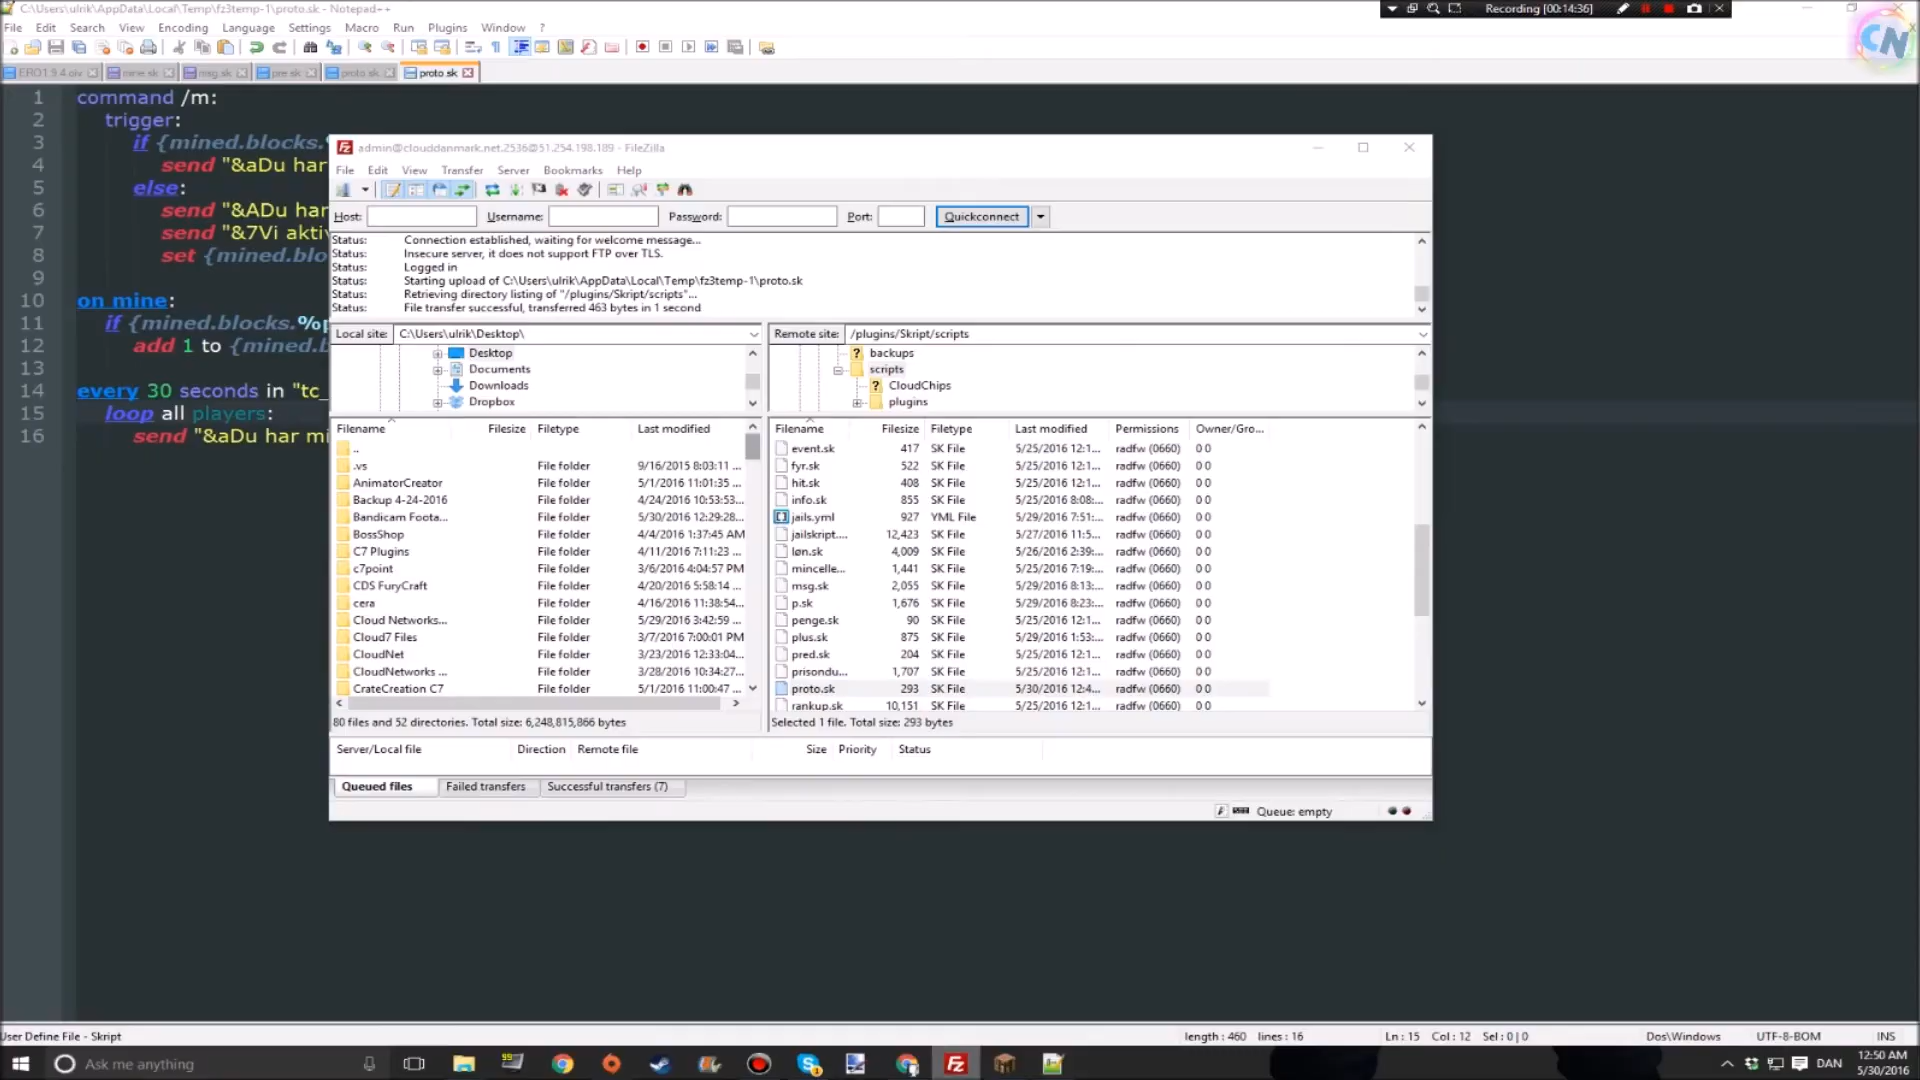 C:\Users\ulrik\AppData\Local\Temp\fz3temp-1\proto.sk - Notepad++
Recording [00:14:36]
CN
File Edit Search View Encoding Language Settings Macro Run Plugins Window ?
ERO1.9.4.oiv mine.sk msg.sk pre.sk proto.sk proto.sk
1 command /m:
2 trigger:
3 if {mined.blocks.
4 send "&aDu har
5 else:
6 send "&ADu har
7 send "&7Vi aktiv
8 set {mined.blo
9
10 on mine:
11 if {mined.blocks.%p
12 add 1 to {mined.b
13
14 every 30 seconds in "tc_
15 loop all players:
16 send "&aDu har mi
admin@clouddanmark.net.2536@51.254.198.189 - FileZilla
File Edit View Transfer Server Bookmarks Help
Host: Username: Password: Port: Quickconnect
Status: Connection established, waiting for welcome message...
Status: Insecure server, it does not support FTP over TLS.
Status: Logged in
Status: Starting upload of C:\Users\ulrik\AppData\Local\Temp\fz3temp-1\proto.sk
Status: Retrieving directory listing of "/plugins/Skript/scripts"...
Status: File transfer successful, transferred 463 bytes in 1 second
Local site: C:\Users\ulrik\Desktop\
Desktop
Documents
Downloads
Dropbox
Filename Filesize Filetype Last modified
..
.vs File folder 9/16/2015 8:03:11 ...
AnimatorCreator File folder 5/1/2016 11:01:35 ...
Backup 4-24-2016 File folder 4/24/2016 10:53:53...
Bandicam Foota... File folder 5/30/2016 12:29:28...
BossShop File folder 4/4/2016 1:37:45 AM
C7 Plugins File folder 4/11/2016 7:11:23 ...
c7point File folder 3/6/2016 4:04:57 PM
CDS FuryCraft File folder 4/20/2016 5:58:14 ...
cera File folder 4/16/2016 11:38:54...
Cloud Networks... File folder 5/29/2016 3:42:59 ...
Cloud7 Files File folder 3/7/2016 7:00:01 PM
CloudNet File folder 3/23/2016 12:33:04...
CloudNetworks ... File folder 3/28/2016 10:34:27...
CrateCreation C7 File folder 5/1/2016 11:00:47 ...
80 files and 52 directories. Total size: 6,248,815,866 bytes
Remote site: /plugins/Skript/scripts
backups
scripts
CloudChips
plugins
Filename Filesize Filetype Last modified Permissions Owner/Gro...
event.sk 417 SK File 5/25/2016 12:1... radfw (0660) 0 0
fyr.sk 522 SK File 5/25/2016 12:1... radfw (0660) 0 0
hit.sk 408 SK File 5/25/2016 12:1... radfw (0660) 0 0
info.sk 855 SK File 5/25/2016 8:08:... radfw (0660) 0 0
jails.yml 927 YML File 5/29/2016 7:51:... radfw (0660) 0 0
jailskript.... 12,423 SK File 5/27/2016 11:5... radfw (0660) 0 0
løn.sk 4,009 SK File 5/26/2016 2:39:... radfw (0660) 0 0
mincelle... 1,441 SK File 5/25/2016 7:19:... radfw (0660) 0 0
msg.sk 2,055 SK File 5/29/2016 8:13:... radfw (0660) 0 0
p.sk 1,676 SK File 5/29/2016 8:23:... radfw (0660) 0 0
penge.sk 90 SK File 5/25/2016 12:1... radfw (0660) 0 0
plus.sk 875 SK File 5/29/2016 1:53:... radfw (0660) 0 0
pred.sk 204 SK File 5/25/2016 12:1... radfw (0660) 0 0
prisondu... 1,707 SK File 5/25/2016 12:1... radfw (0660) 0 0
proto.sk 293 SK File 5/30/2016 12:4... radfw (0660) 0 0
rankup.sk 10,151 SK File 5/25/2016 12:1... radfw (0660) 0 0
Selected 1 file. Total size: 293 bytes
Server/Local file Direction Remote file Size Priority Status
Queued files Failed transfers Successful transfers (7)
Queue: empty
User Define File - Skript length : 460 lines : 16 Ln : 15 Col : 12 Sel : 0 | 0 Dos\Windows UTF-8-BOM INS
Ask me anything
99
DAN
12:50 AM
5/30/2016